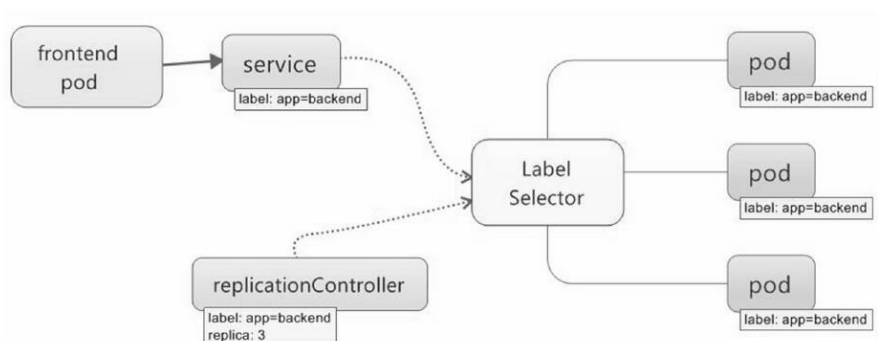 frontend
pod
service
label: app=backend
pod
label: app=backend
Label
Selector
pod
label: app=backend
replicationController
label: app=backend
replica: 3
pod
label: app=backend